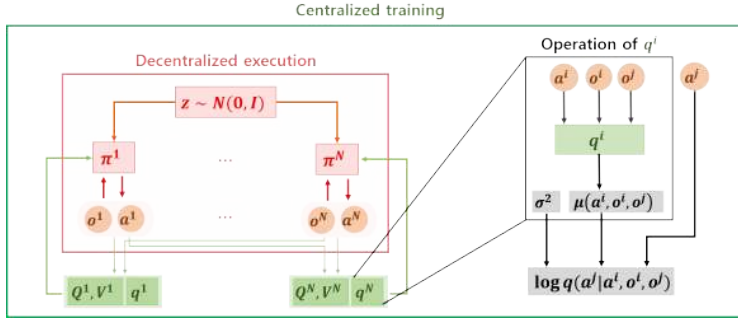 Centralized training
Decentralized execution
z ~ N(0, I)
π¹ ... πᴺ
o¹ a¹ ... oᴺ aᴺ
Q¹, V¹ q¹ Qᴺ, Vᴺ qᴺ
Operation of qⁱ
aⁱ oⁱ oʲ aʲ
qⁱ
σ² μ(aⁱ, oⁱ, oʲ)
log q(aʲ|aⁱ, oⁱ, oʲ)